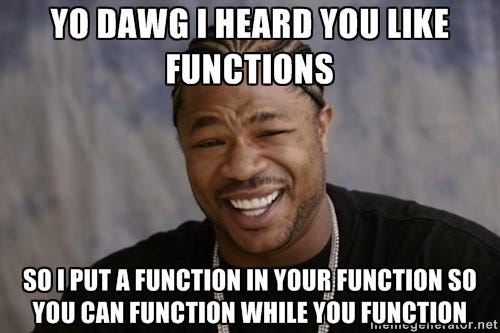 YO DAWG I HEARD YOU LIKE
FUNCTIONS
SO I PUT A FUNCTION IN YOUR FUNCTION SO
YOU CAN FUNCTION WHILE YOU FUNCTION
memegenerator.net